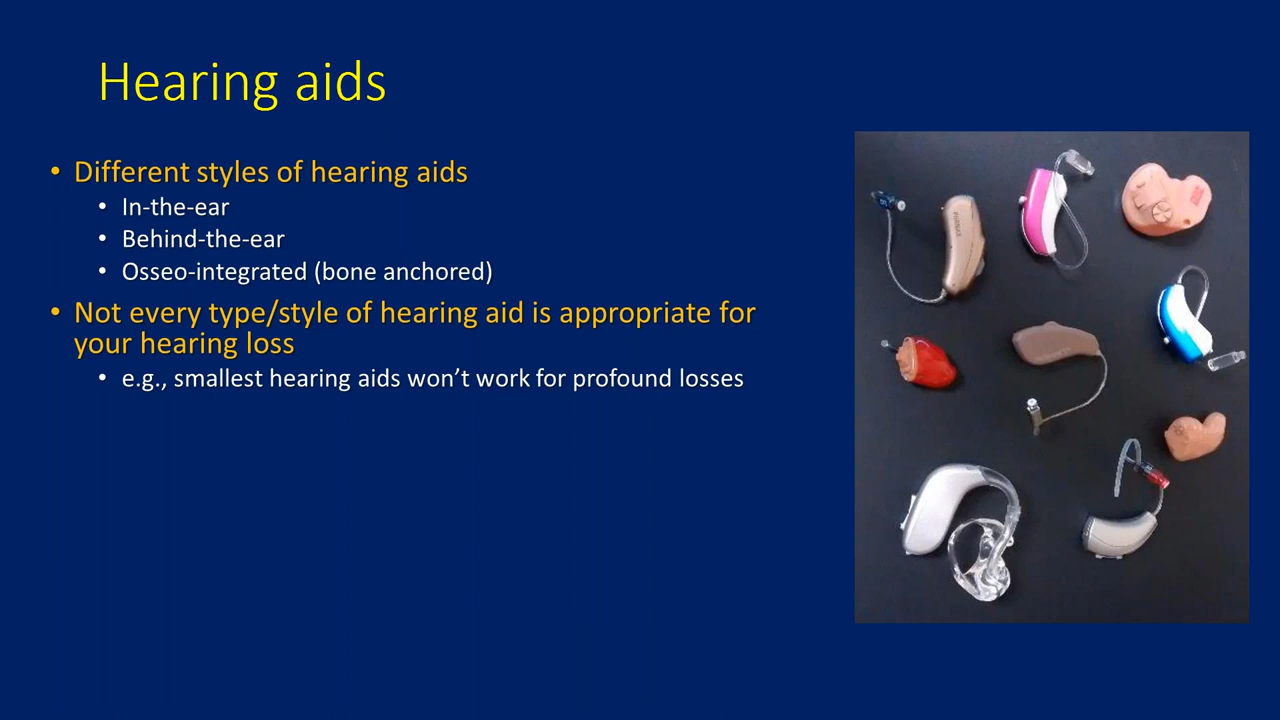 Hearing aids
• Different styles of hearing aids
• In-the-ear
• Behind-the-ear
• Osseo-integrated (bone anchored)
• Not every type/style of hearing aid is appropriate for
your hearing loss
• e.g., smallest hearing aids won’t work for profound losses